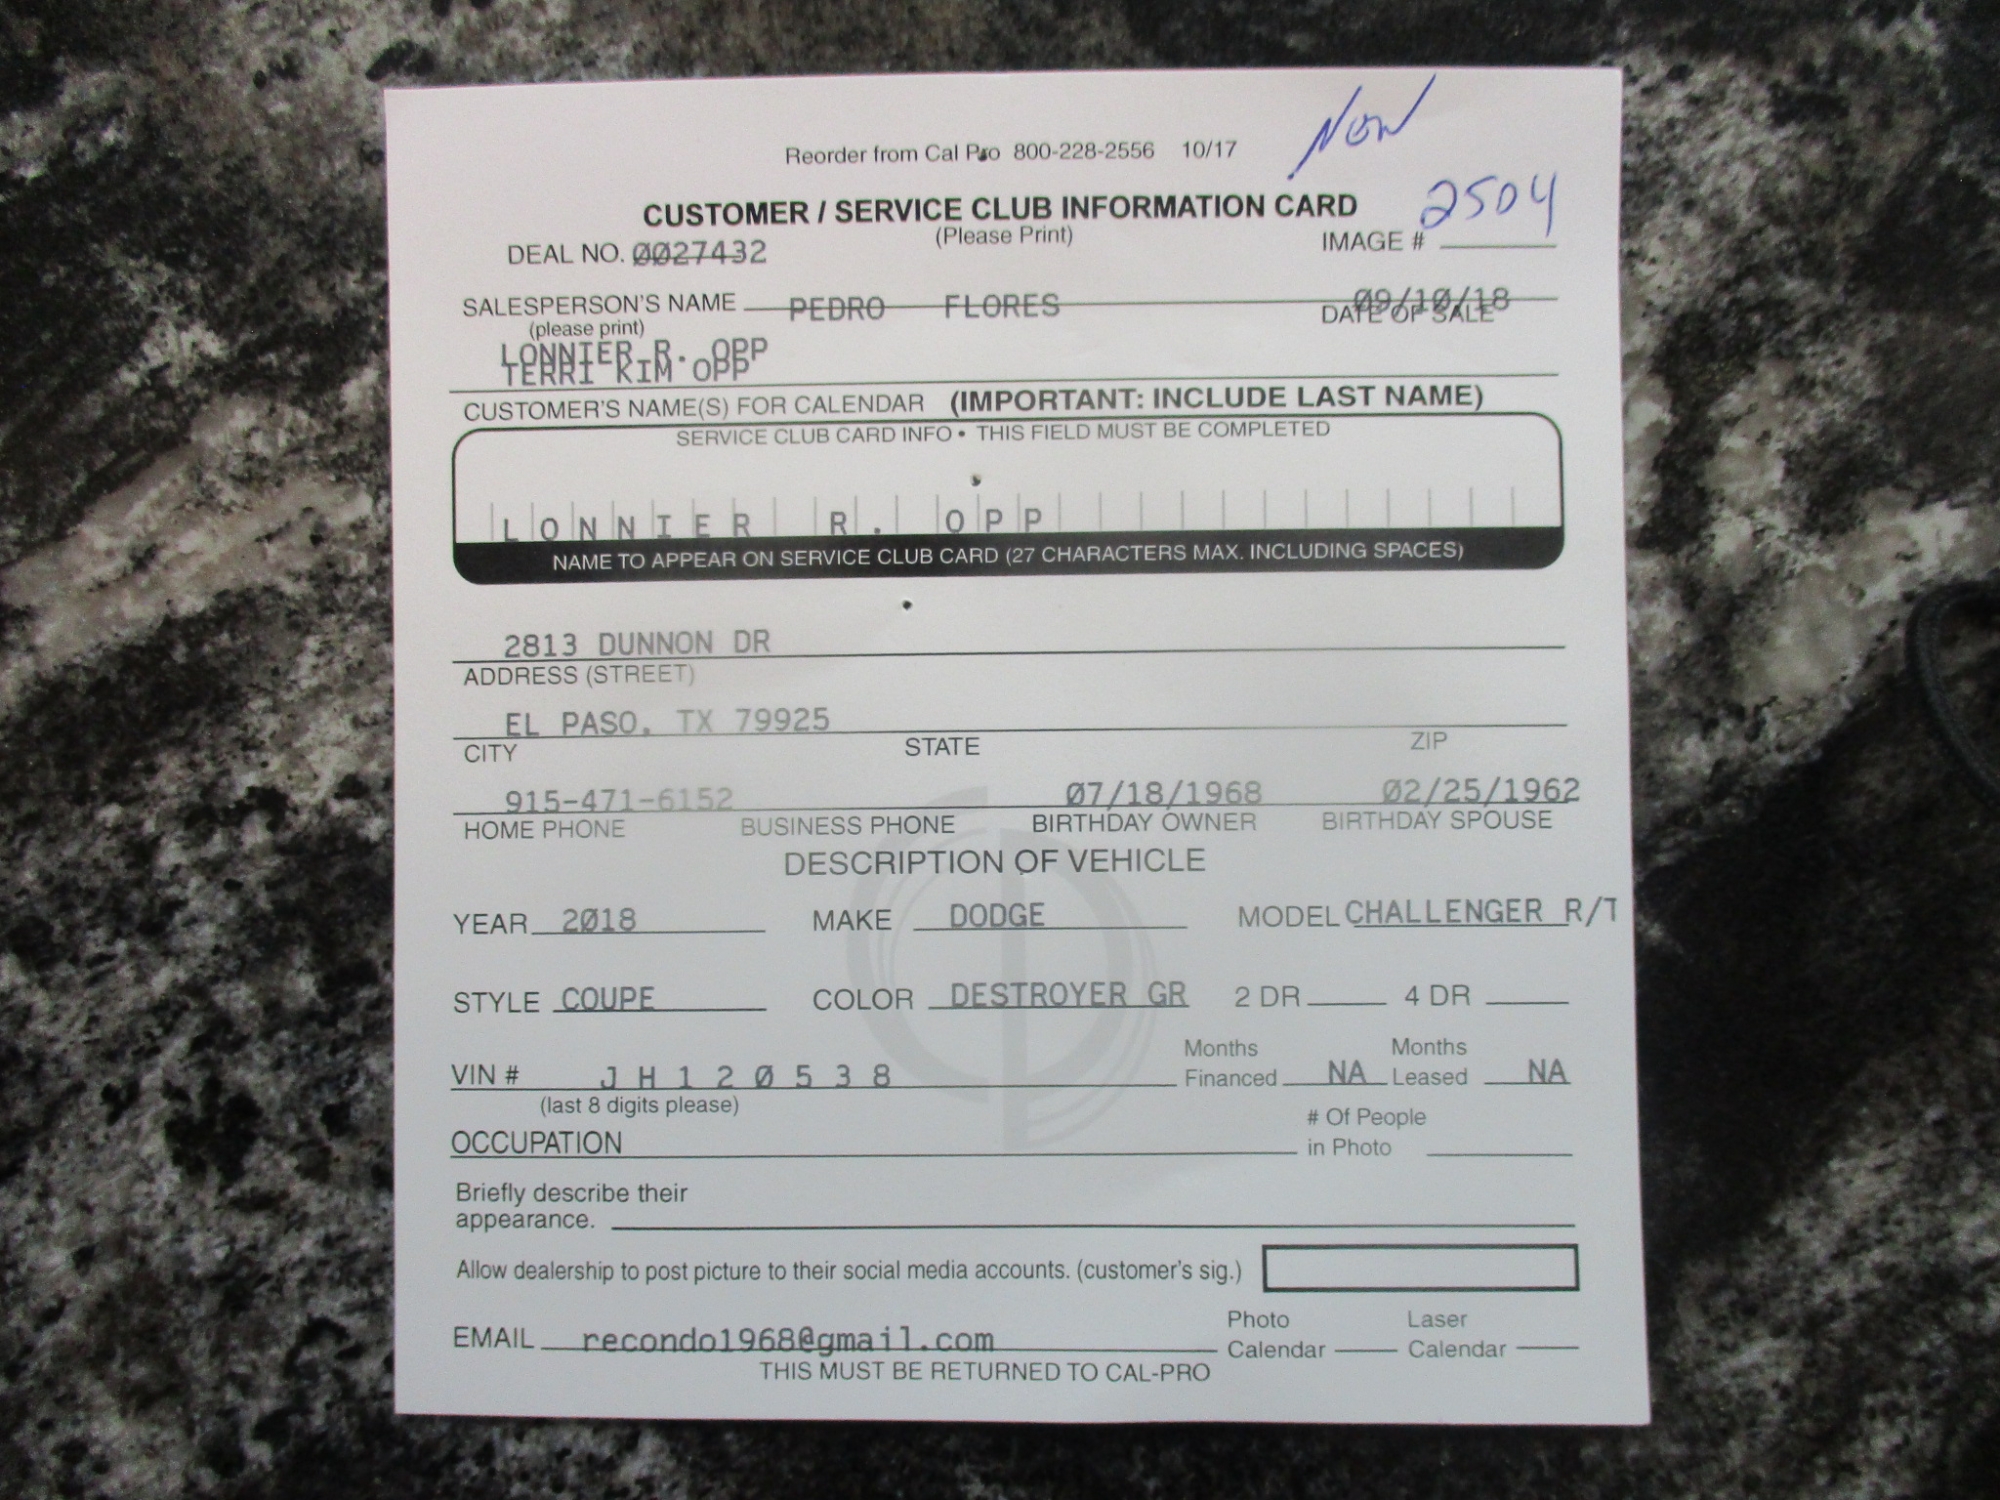 NOW
Reorder from Cal Pro 800-228-2556 10/17
2504
CUSTOMER / SERVICE CLUB INFORMATION CARD
(Please Print)
DEAL NO. 0027432 IMAGE #
SALESPERSON'S NAME PEDRO FLORES 09/10/18
(please print) DATE OF SALE
LONNIER R. OPP
TERRI KIM OPP
CUSTOMER'S NAME(S) FOR CALENDAR (IMPORTANT: INCLUDE LAST NAME)
SERVICE CLUB CARD INFO • THIS FIELD MUST BE COMPLETED
LONNIER R. OPP
NAME TO APPEAR ON SERVICE CLUB CARD (27 CHARACTERS MAX. INCLUDING SPACES)
2813 DUNNON DR
ADDRESS (STREET)
EL PASO, TX 79925
CITY STATE ZIP
915-471-6152 07/18/1968 02/25/1962
HOME PHONE BUSINESS PHONE BIRTHDAY OWNER BIRTHDAY SPOUSE
DESCRIPTION OF VEHICLE
YEAR 2018 MAKE DODGE MODEL CHALLENGER R/T
STYLE COUPE COLOR DESTROYER GR 2 DR 4 DR
VIN # JH120538 Months Financed NA Months Leased NA
(last 8 digits please)
OCCUPATION # Of People in Photo
Briefly describe their
appearance.
Allow dealership to post picture to their social media accounts. (customer's sig.)
EMAIL recondo1968@gmail.com Photo Calendar Laser Calendar
THIS MUST BE RETURNED TO CAL-PRO